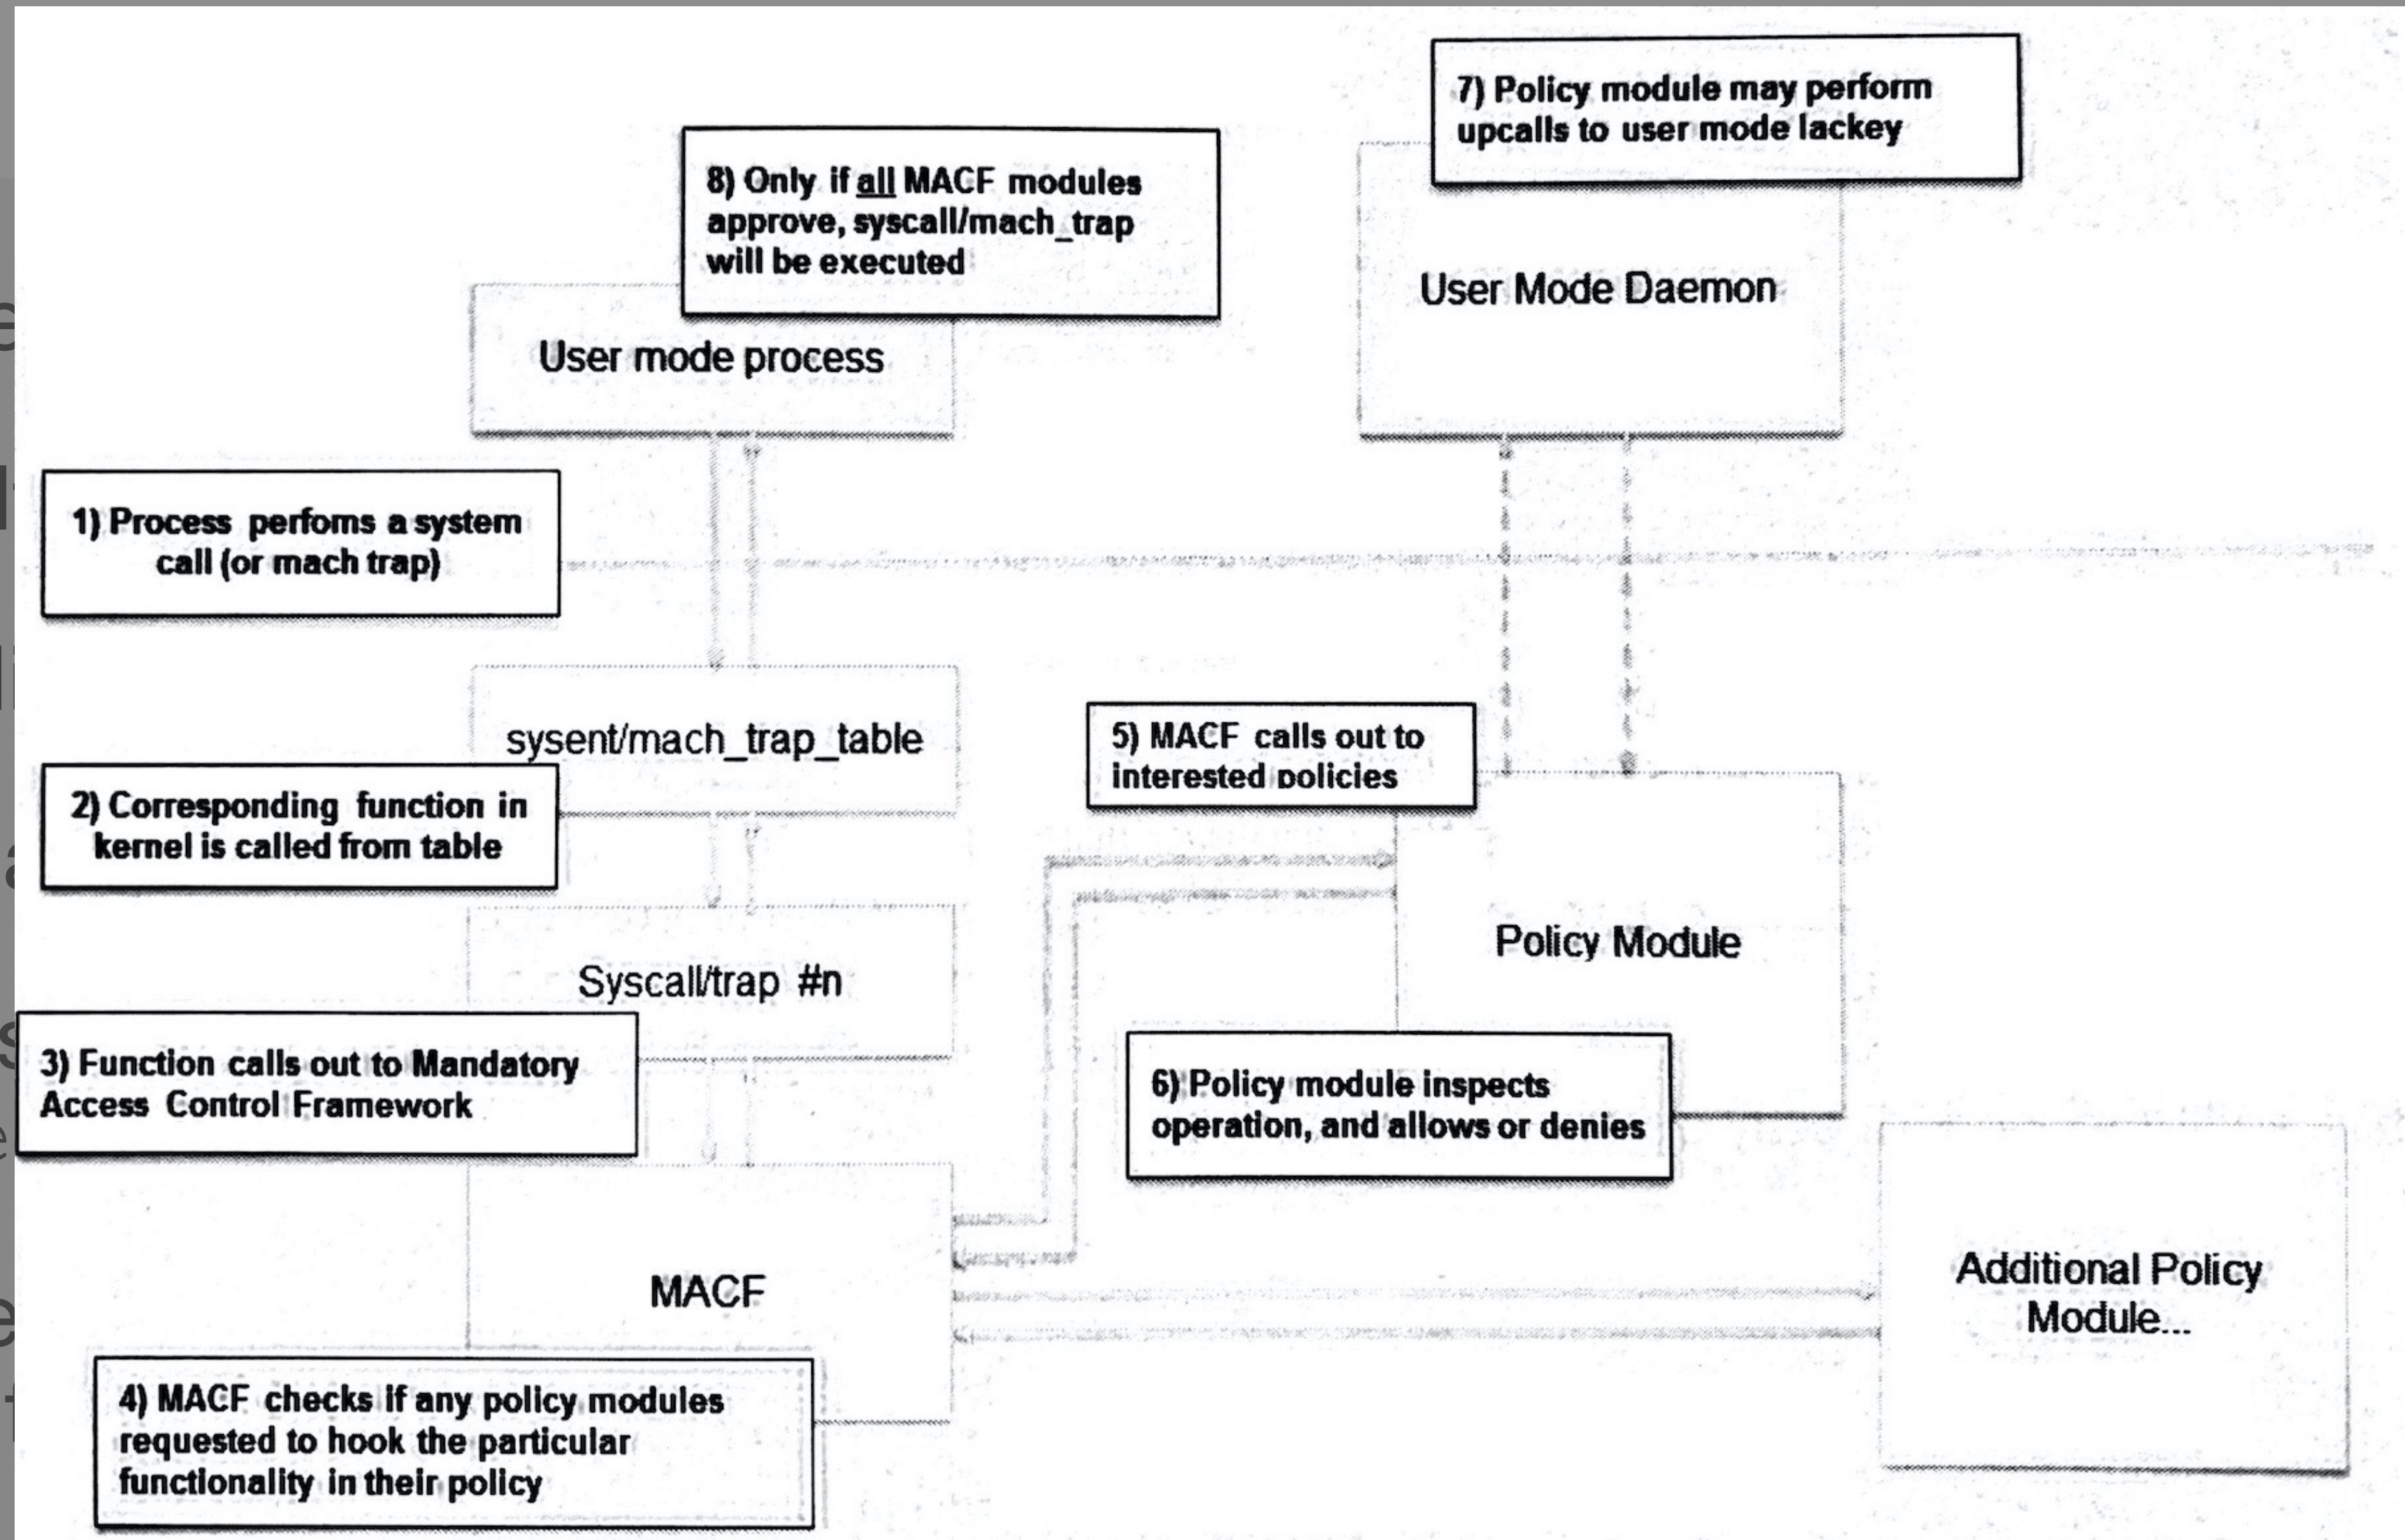 7) Policy module may perform
upcalls to user mode lackey
8) Only if all MACF modules
approve, syscall/mach_trap
will be executed
User Mode Daemon
User mode process
1) Process perfoms a system
call (or mach trap)
sysent/mach_trap_table
5) MACF calls out to
interested policies
2) Corresponding function in
kernel is called from table
Policy Module
Syscall/trap #n
3) Function calls out to Mandatory
Access Control Framework
6) Policy module inspects
operation, and allows or denies
MACF
Additional Policy
Module...
4) MACF checks if any policy modules
requested to hook the particular
functionality in their policy